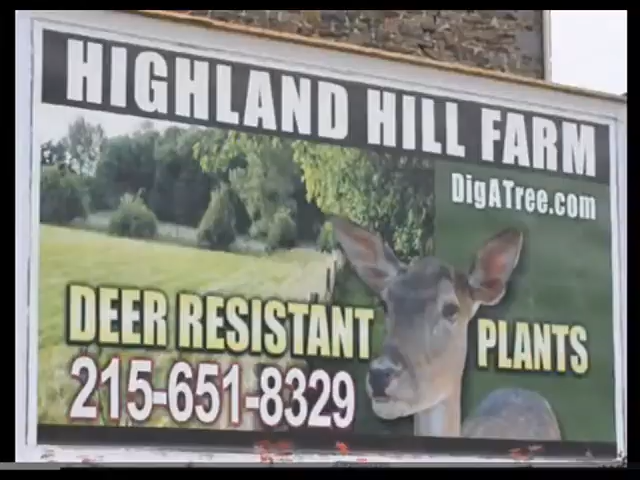 HIGHLAND HILL FARM
DigATree.com
DEER RESISTANT PLANTS
215-651-8329